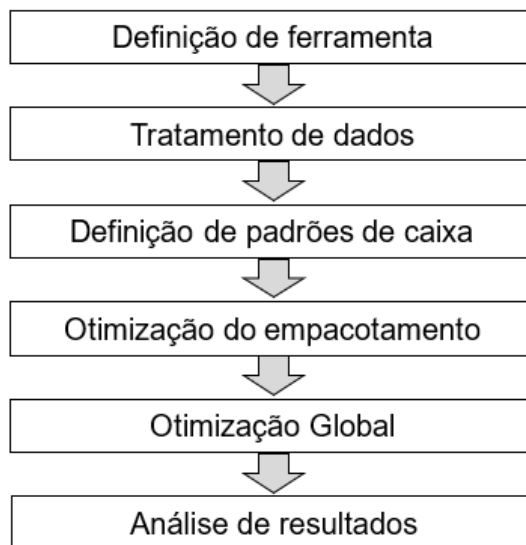 Definição de ferramenta
Tratamento de dados
Definição de padrões de caixa
Otimização do empacotamento
Otimização Global
Análise de resultados